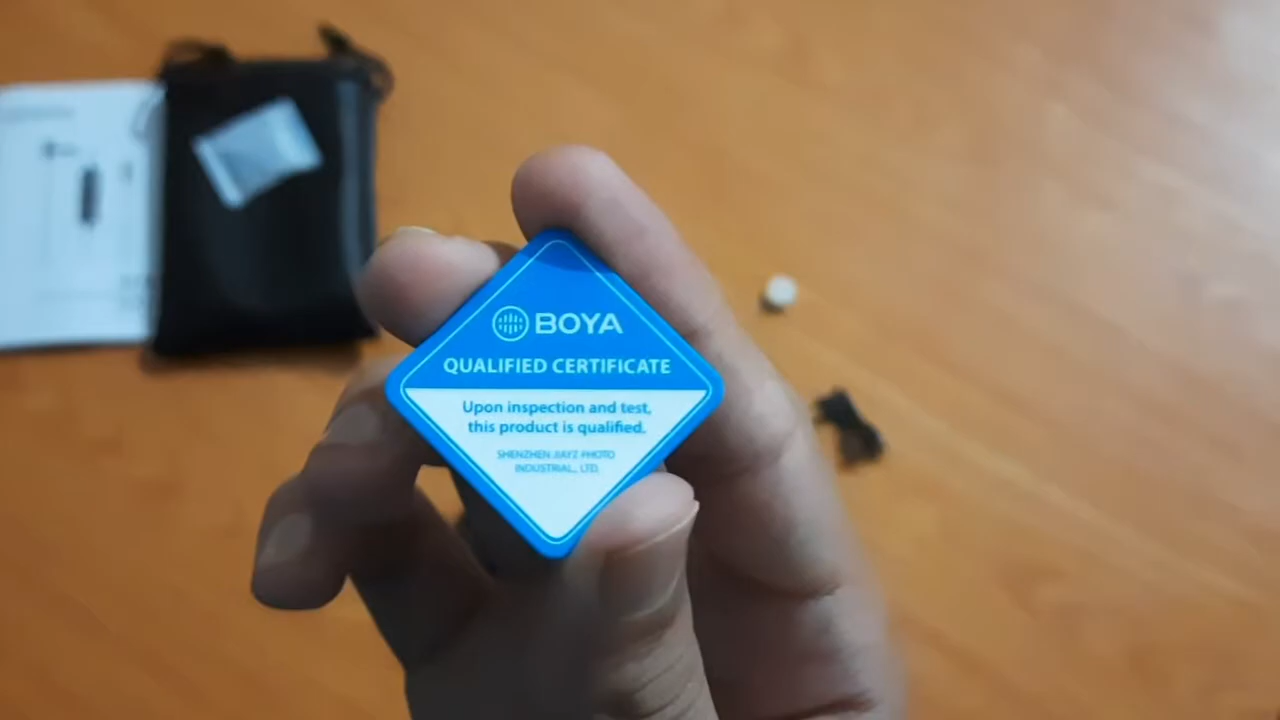 BOYA
QUALIFIED CERTIFICATE
Upon inspection and test,
this product is qualified.
SHENZHEN JIAYZ PHOTO
INDUSTRIAL., LTD.